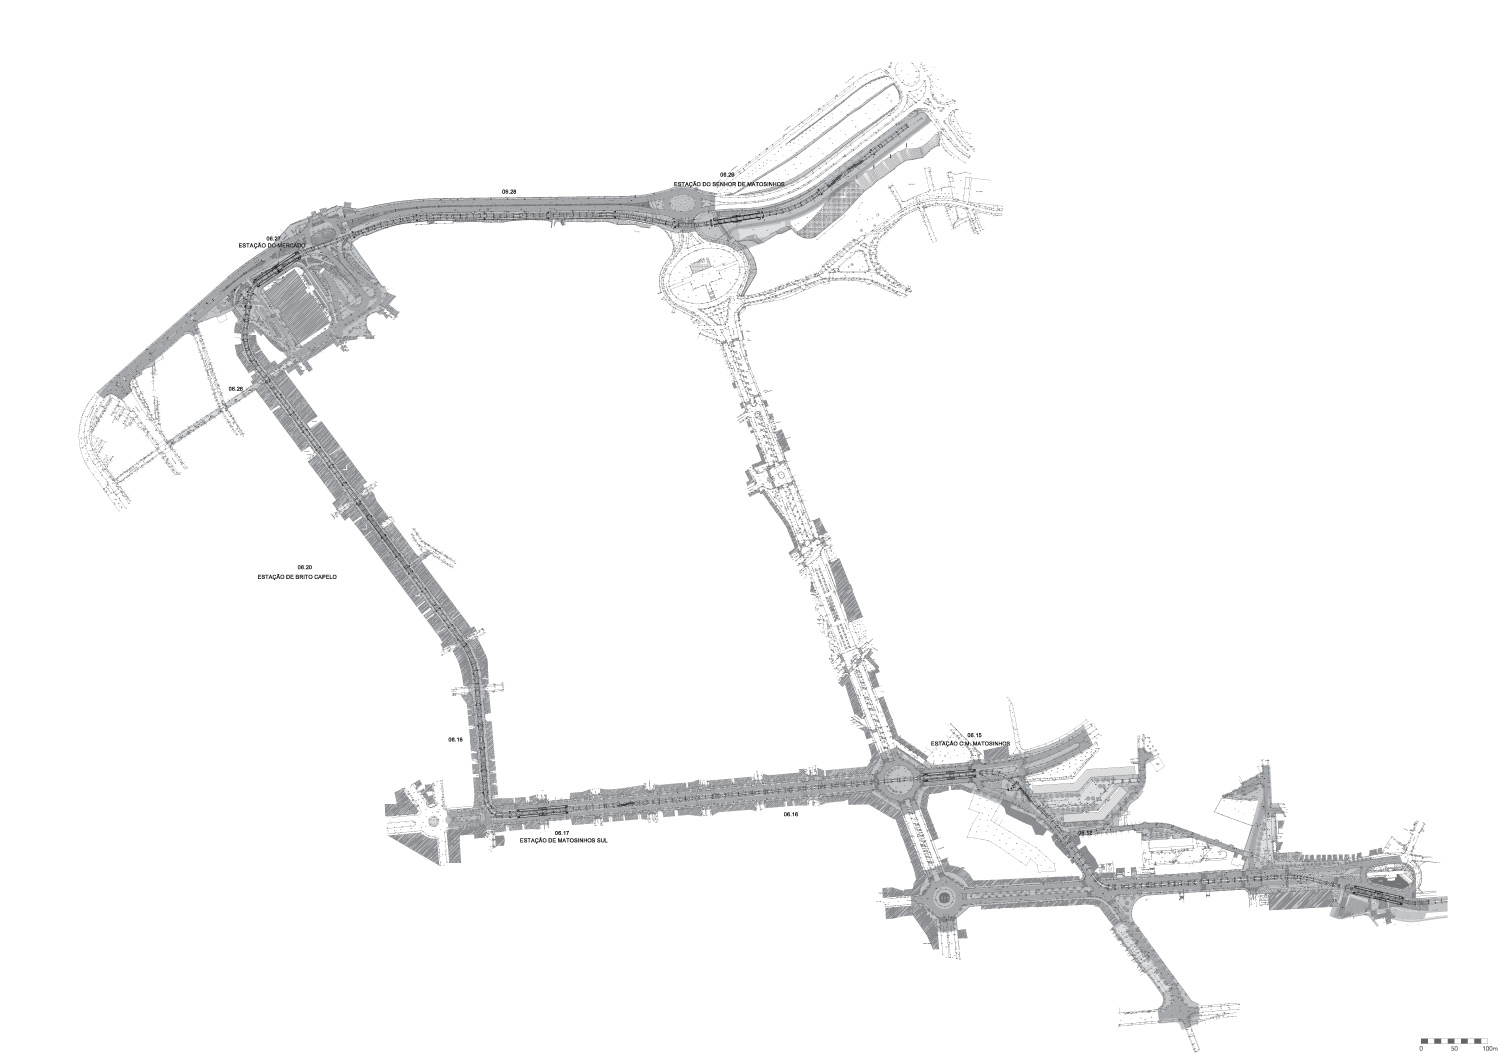 06.29
ESTAÇÃO DO SENHOR DE MATOSINHOS
06.28
06.27
ESTAÇÃO DO MERCADO
06.26
06.20
ESTAÇÃO DE BRITO CAPELO
06.18
06.15
ESTAÇÃO C.M. MATOSINHOS
06.16
06.17
ESTAÇÃO DE MATOSINHOS SUL
06.12
0 50 100m